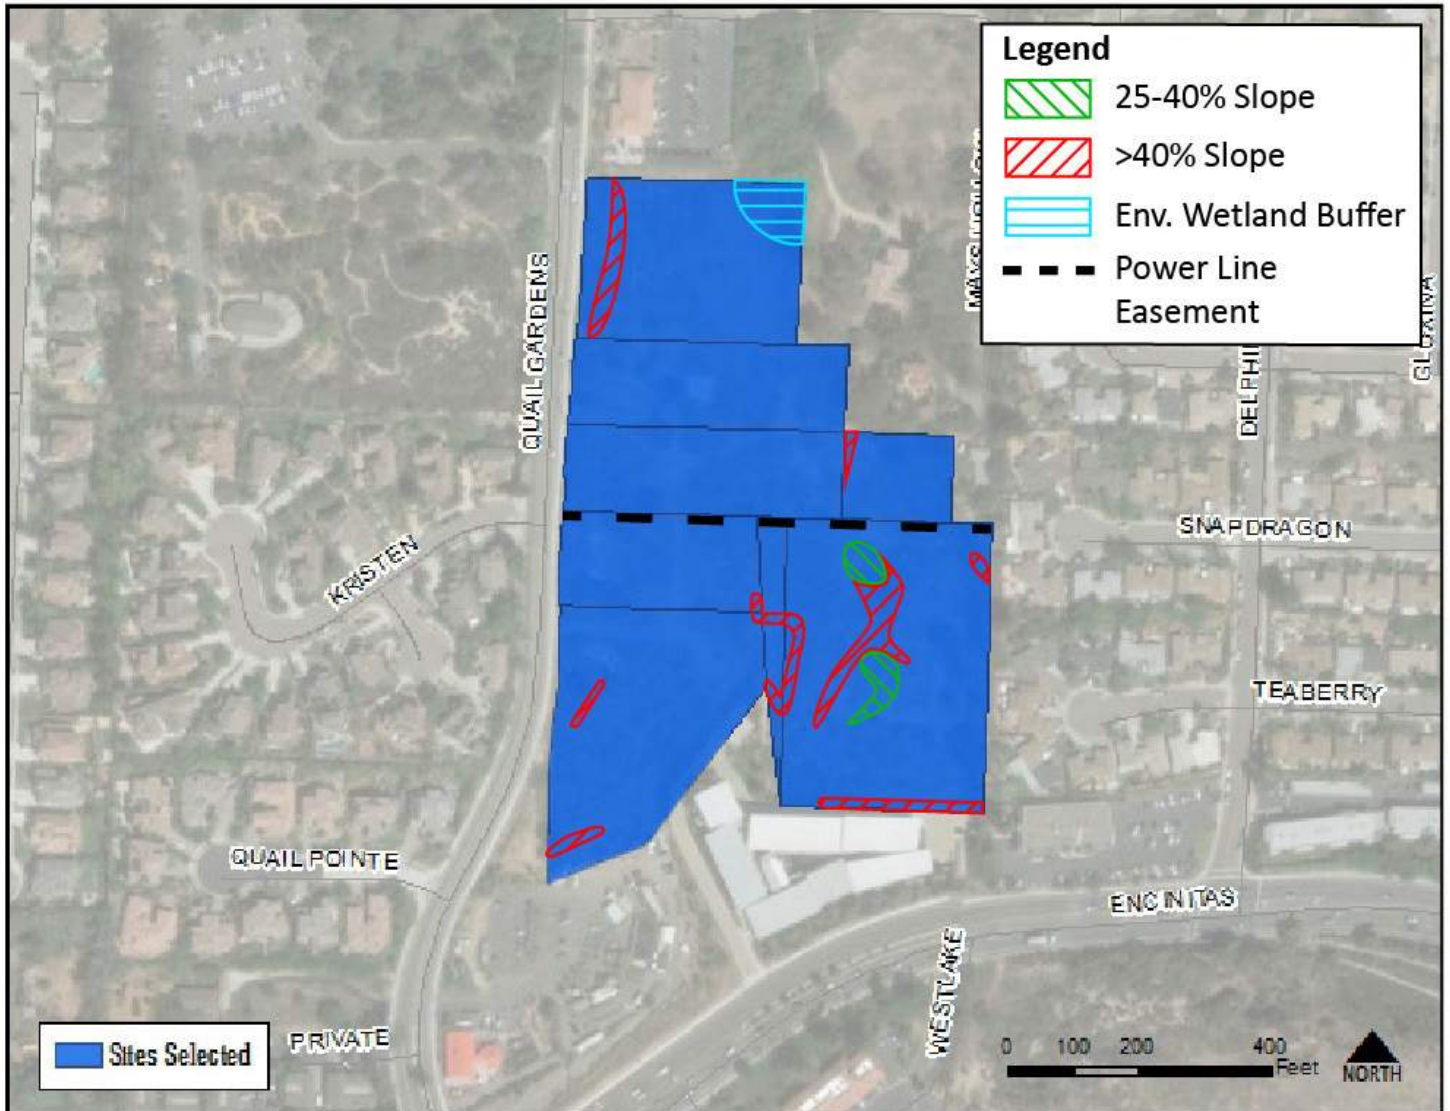 Legend
25-40% Slope
>40% Slope
Env. Wetland Buffer
Power Line
Easement
QUAIL GARDENS
KRISTEN
SNAPDRAGON
TEABERRY
QUAIL POINTE
ENCINITAS
WESTLAKE
PRIVATE
Sites Selected
0 100 200 400
Feet
NORTH